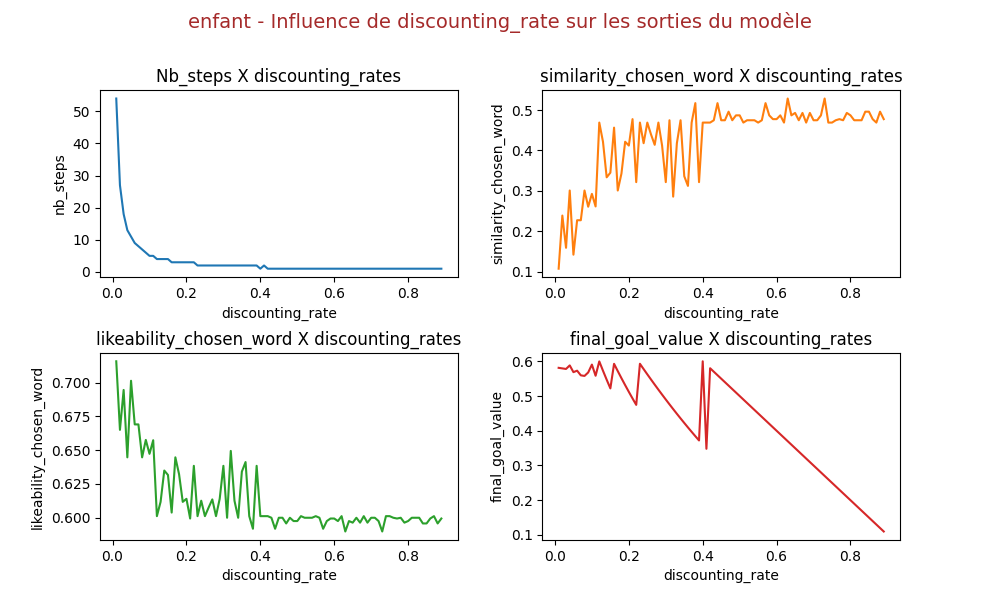 enfant - Influence de discounting_rate sur les sorties du modèle
Nb_steps X discounting_rates
nb_steps
50
40
30
20
10
0
0.0 0.2 0.4 0.6 0.8
discounting_rate
similarity_chosen_word X discounting_rates
similarity_chosen_word
0.5
0.4
0.3
0.2
0.1
0.0 0.2 0.4 0.6 0.8
discounting_rate
likeability_chosen_word X discounting_rates
likeability_chosen_word
0.700
0.675
0.650
0.625
0.600
0.0 0.2 0.4 0.6 0.8
discounting_rate
final_goal_value X discounting_rates
final_goal_value
0.6
0.5
0.4
0.3
0.2
0.1
0.0 0.2 0.4 0.6 0.8
discounting_rate